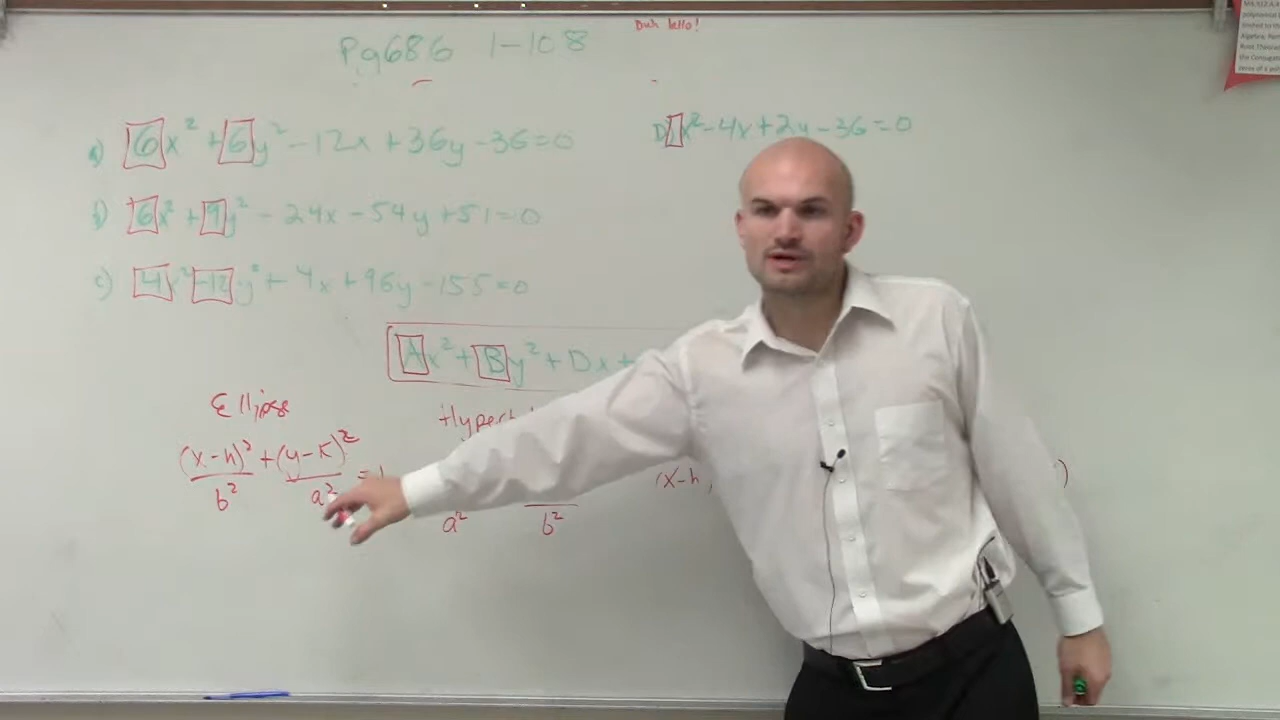 Duh hello!
Pg686 1-108
a) 6x² + 6y² - 12x + 36y - 36 = 0
D) 1x² - 4x + 2y - 36 = 0
b) 6x² + 9y² - 24x - 54y + 51 = 0
c) 4x² - 12y² + 4x + 96y - 155 = 0
Ax² + By² + Dx +
Ellipse
(x-h)²/b² + (y-k)²/a² = 1
a² b²
(x-h
)